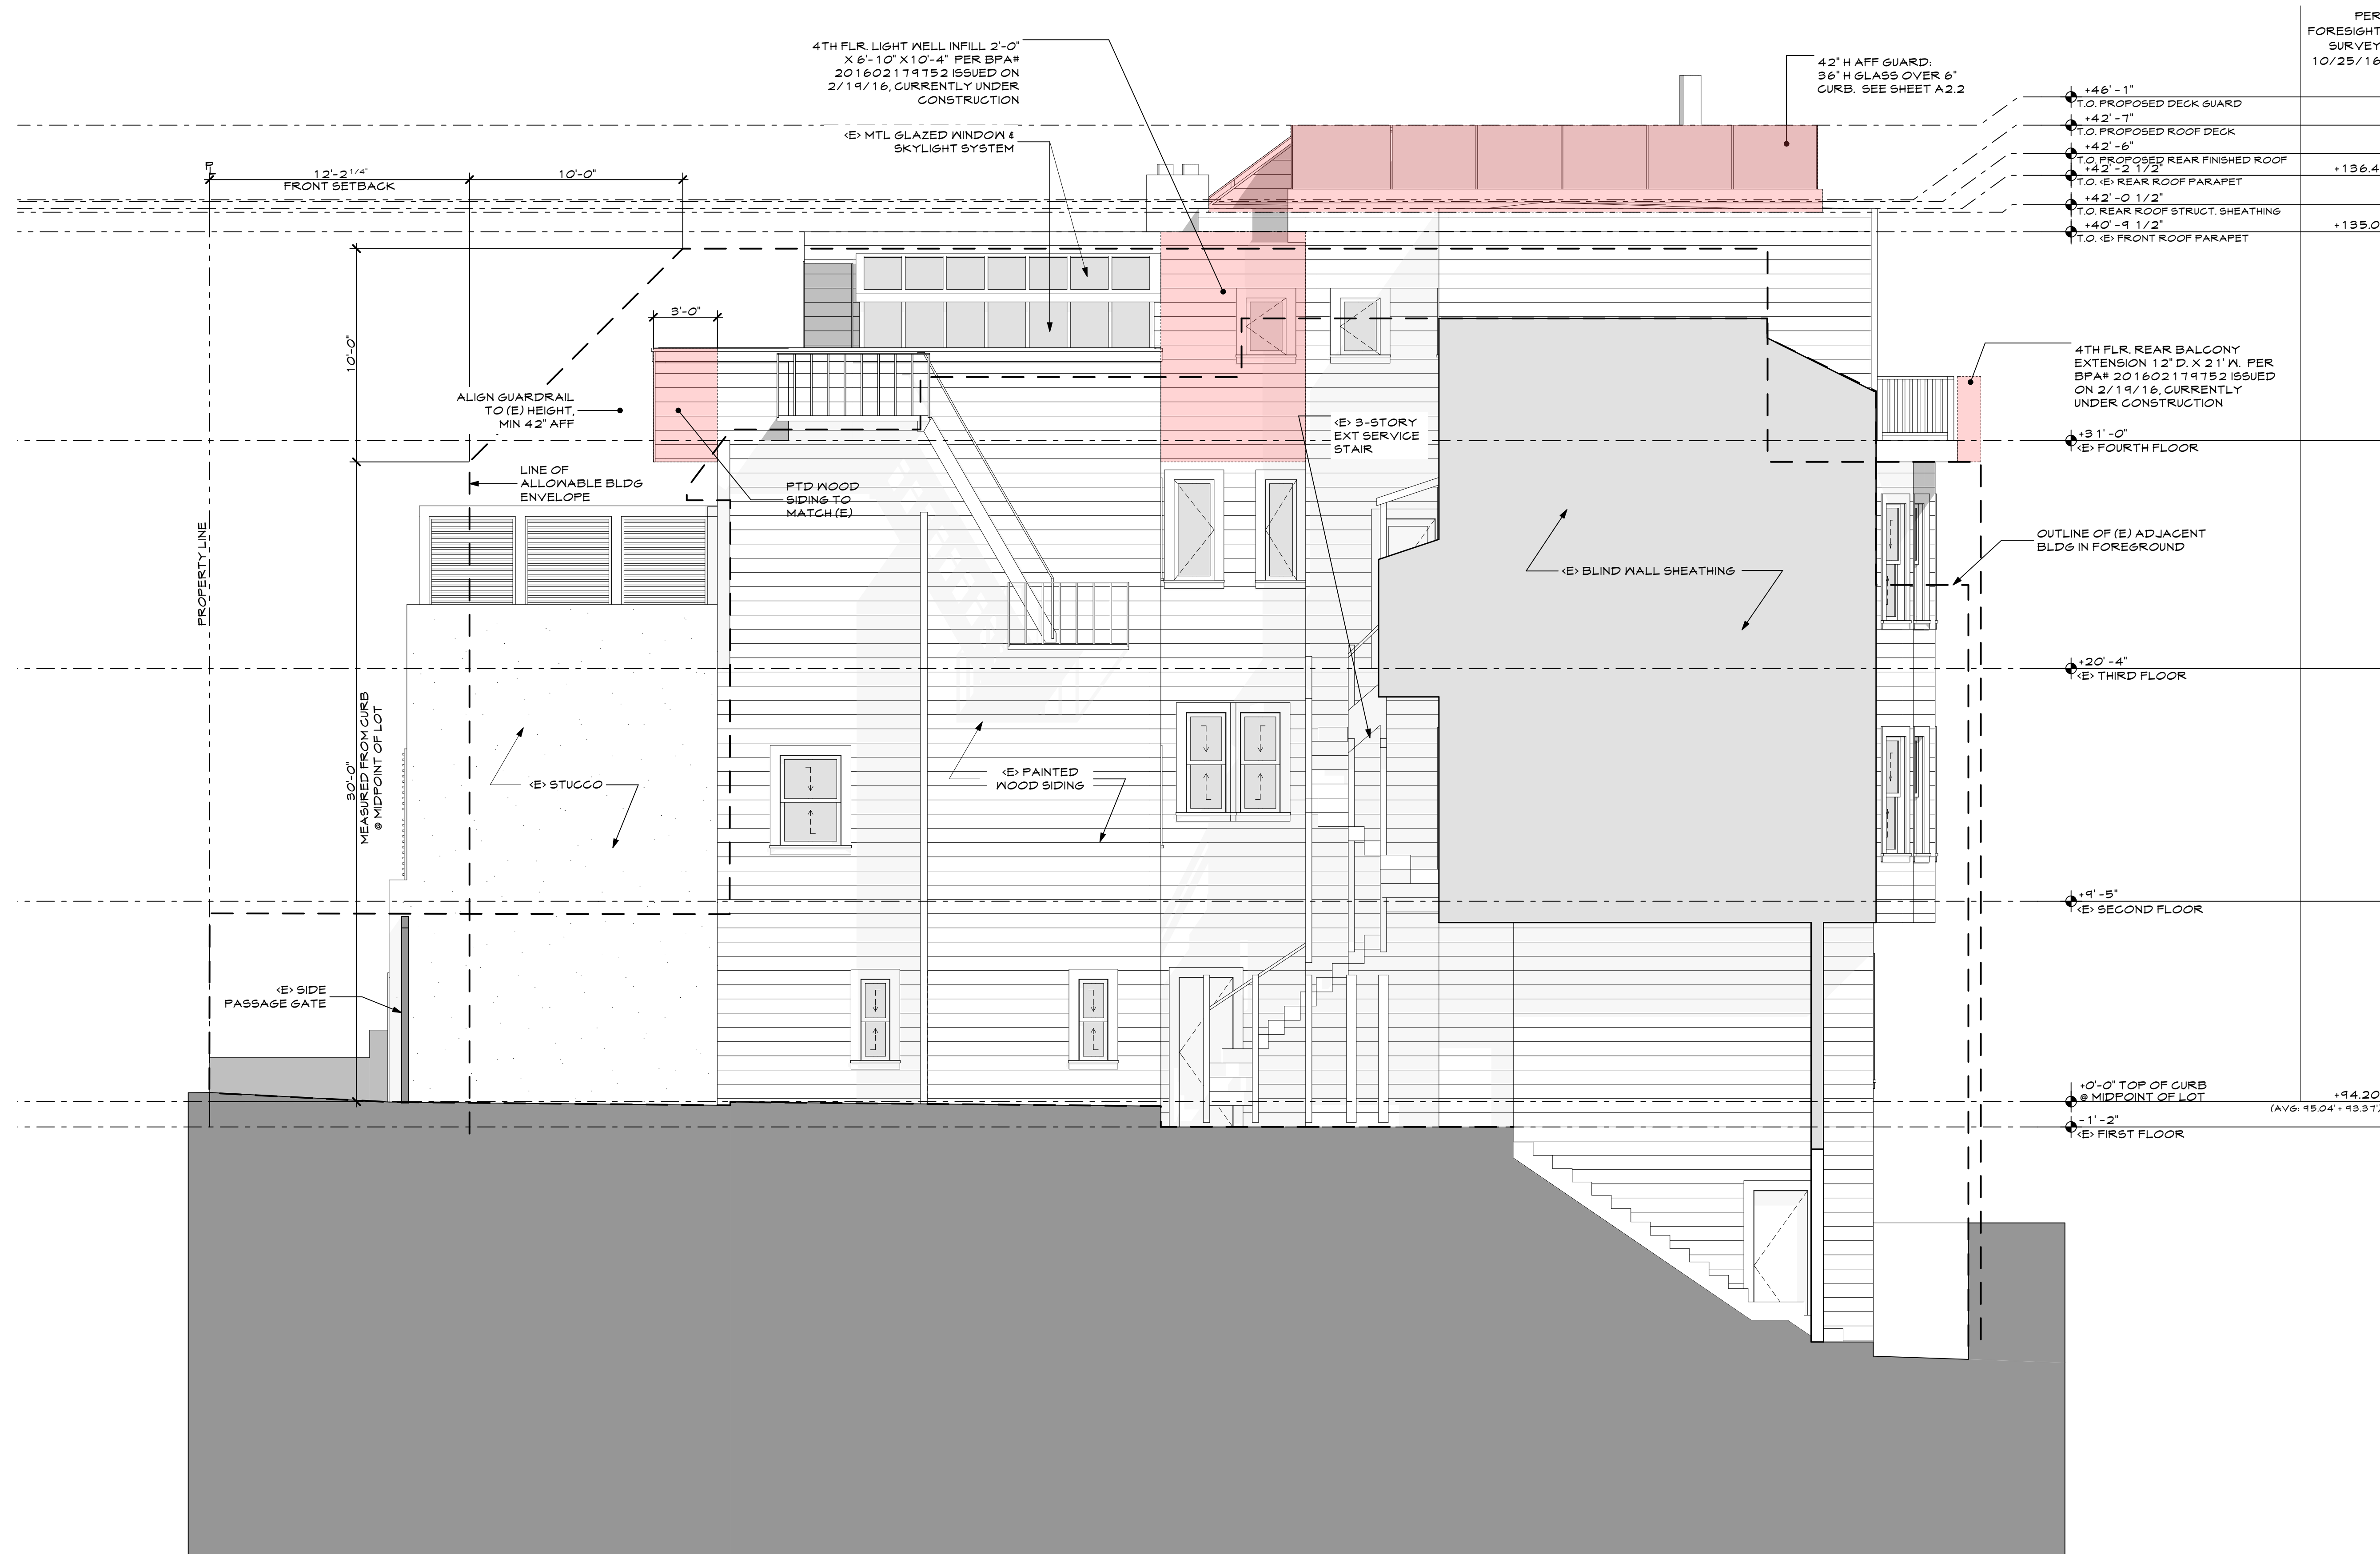 PER
FORESIGHT
SURVEY
10/25/16
4TH FLR. LIGHT WELL INFILL 2'-0"
X 6'-10" X 10'-4" PER BPA#
201602179752 ISSUED ON
2/19/16, CURRENTLY UNDER
CONSTRUCTION
42" H AFF GUARD:
36" H GLASS OVER 6"
CURB. SEE SHEET A2.2
<E> MTL GLAZED WINDOW &
SKYLIGHT SYSTEM
+46'-1"
T.O. PROPOSED DECK GUARD
+42'-7"
T.O. PROPOSED ROOF DECK
+42'-6"
T.O. PROPOSED REAR FINISHED ROOF
+42'-2 1/2"
+136.4
T.O. <E> REAR ROOF PARAPET
+42'-0 1/2"
T.O. REAR ROOF STRUCT. SHEATHING
+40'-9 1/2"
+135.0
T.O. <E> FRONT ROOF PARAPET
PL
12'-2 1/4"
FRONT SETBACK
10'-0"
10'-0"
3'-0"
ALIGN GUARDRAIL
TO (E) HEIGHT,
MIN 42" AFF
4TH FLR. REAR BALCONY
EXTENSION 12" D. X 21' W. PER
BPA# 201602179752 ISSUED
ON 2/19/16, CURRENTLY
UNDER CONSTRUCTION
<E> 3-STORY
EXT SERVICE
STAIR
+31'-0"
<E> FOURTH FLOOR
LINE OF
ALLOWABLE BLDG
ENVELOPE
PTD WOOD
SIDING TO
MATCH (E)
PROPERTY LINE
OUTLINE OF (E) ADJACENT
BLDG IN FOREGROUND
<E> BLIND WALL SHEATHING
+20'-4"
<E> THIRD FLOOR
30'-0"
MEASURED FROM CURB
@ MIDPOINT OF LOT
<E> STUCCO
<E> PAINTED
WOOD SIDING
+9'-5"
<E> SECOND FLOOR
<E> SIDE
PASSAGE GATE
+0'-0" TOP OF CURB
@ MIDPOINT OF LOT
+94.20
(AVG: 95.04' + 93.37')
-1'-2"
<E> FIRST FLOOR